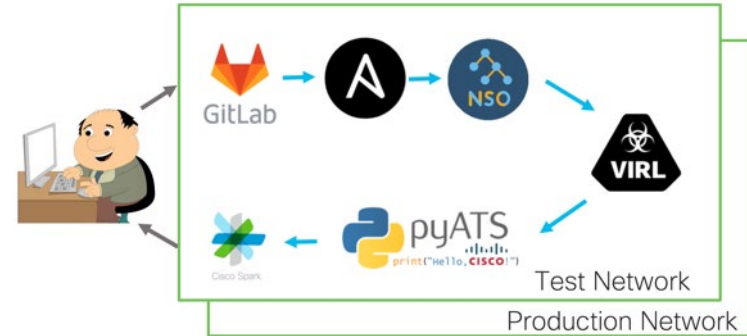 GitLab
NSO
VIRL
pyATS
print("Hello, CISCO!")
Cisco Spark
Test Network
Production Network